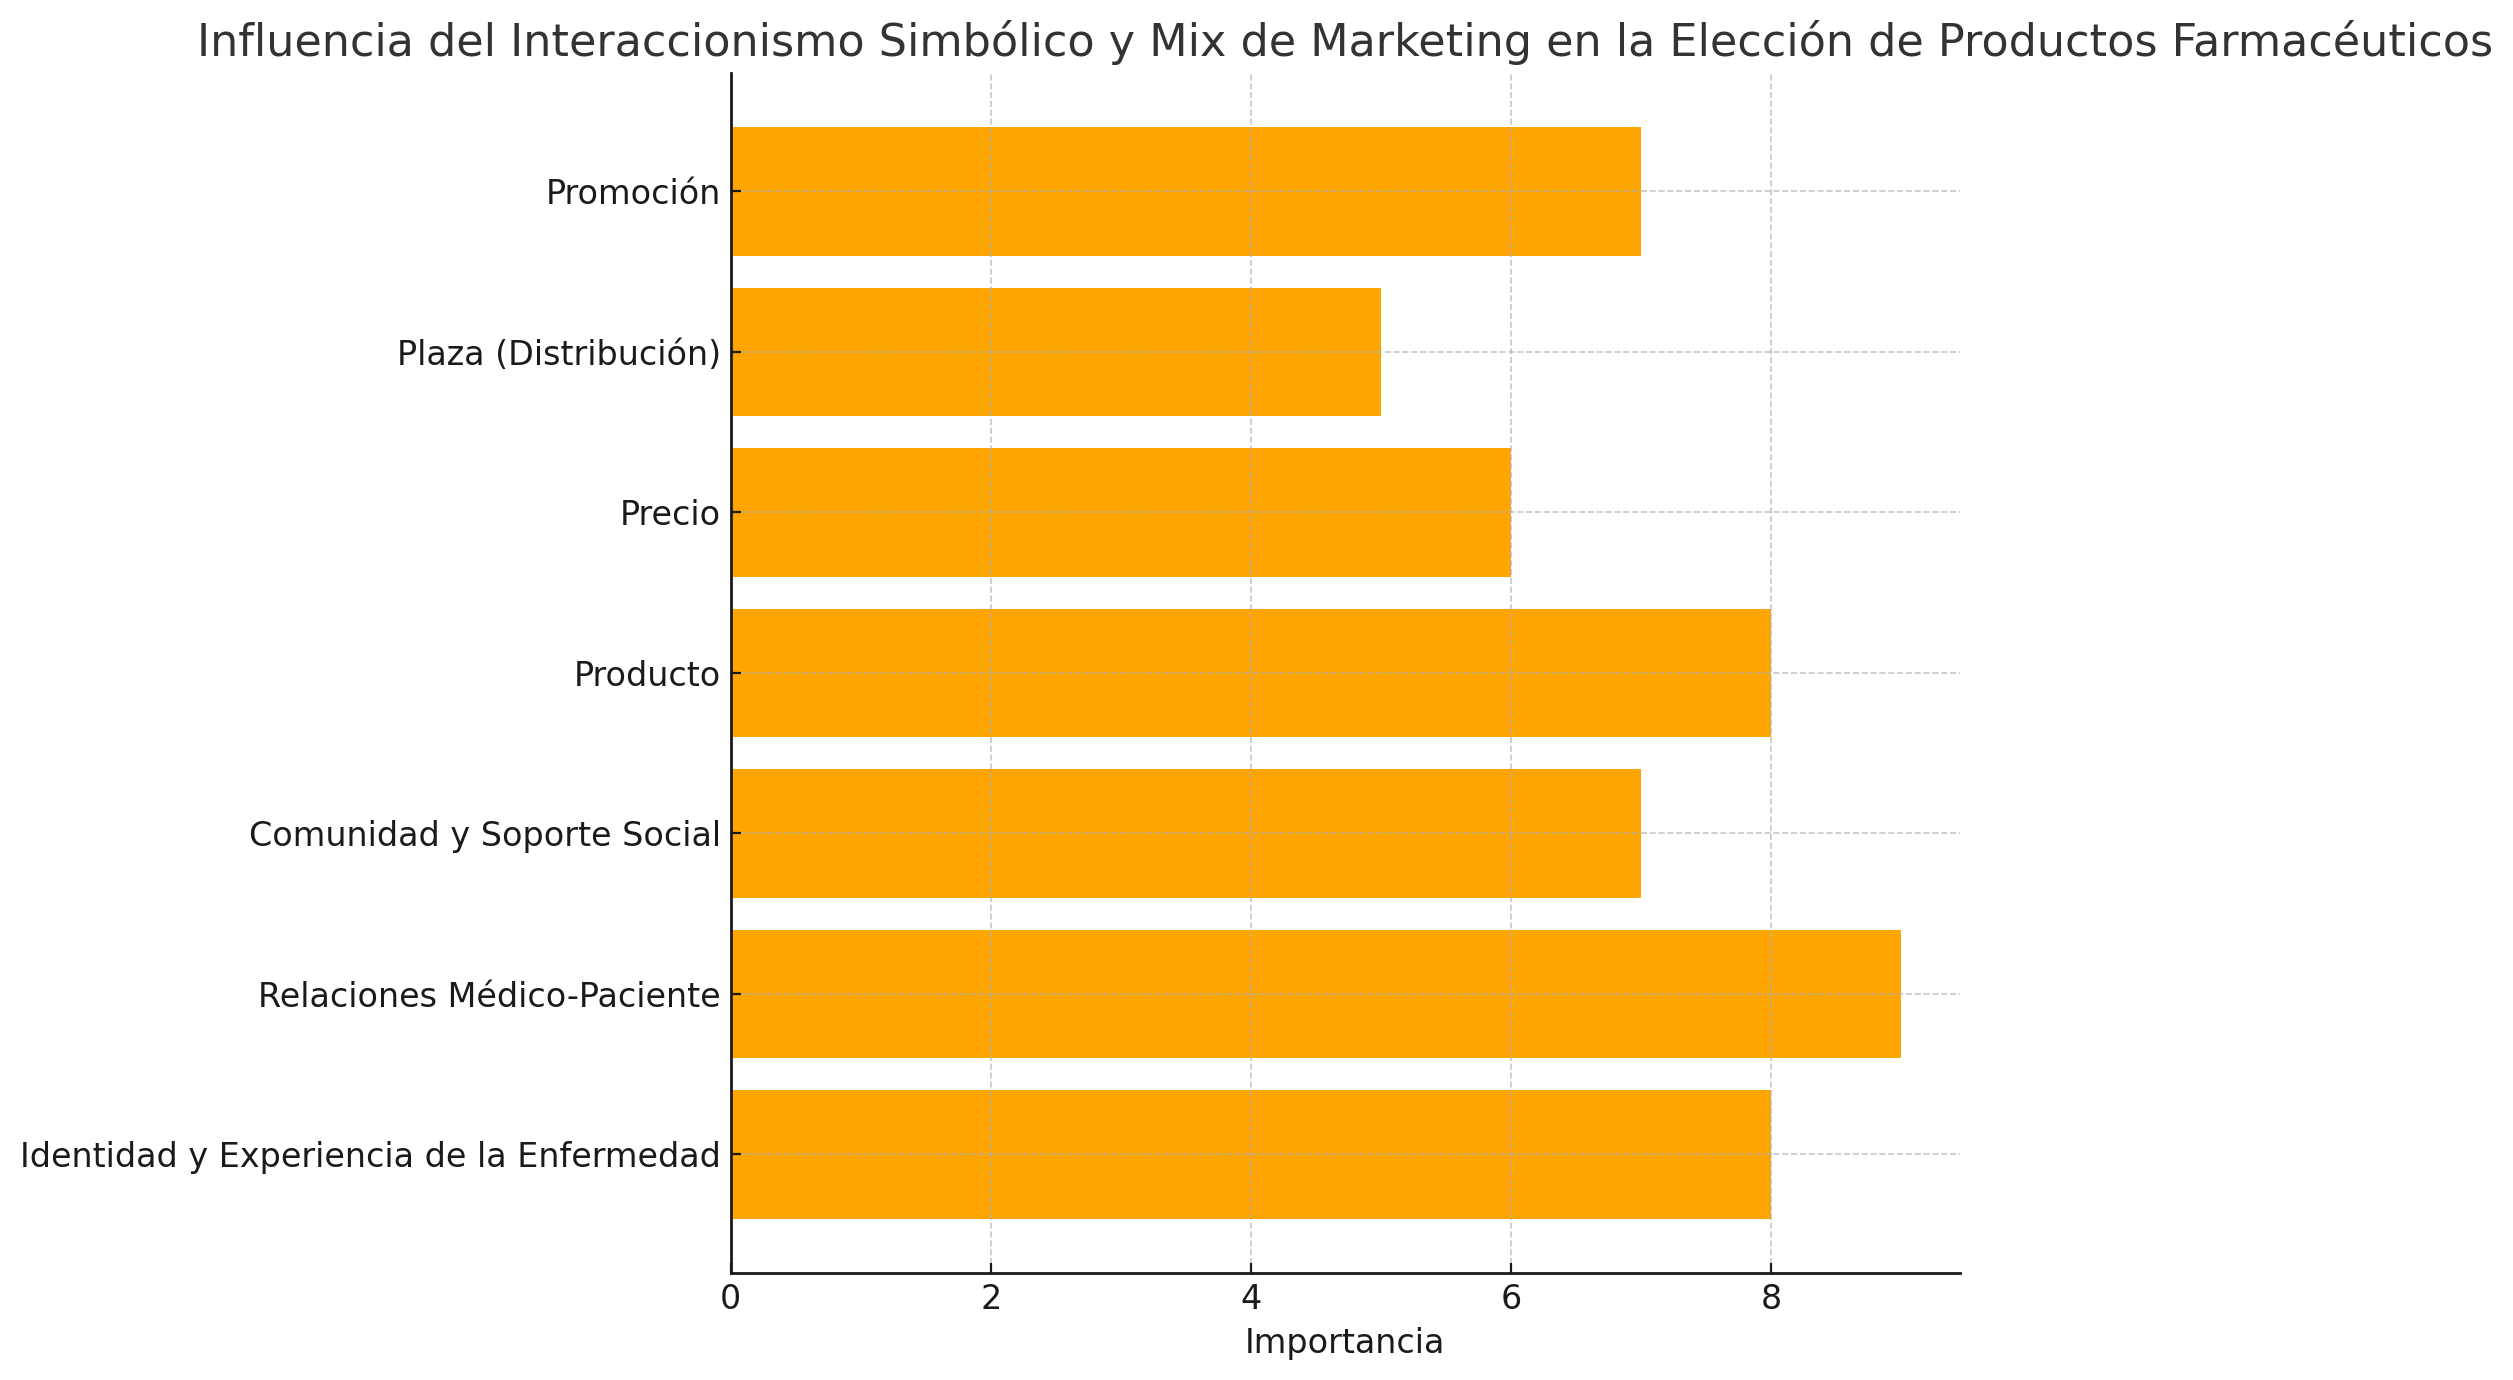 Influencia del Interaccionismo Simbólico y Mix de Marketing en la Elección de Productos Farmacéuticos
Promoción
Plaza (Distribución)
Precio
Producto
Comunidad y Soporte Social
Relaciones Médico-Paciente
Identidad y Experiencia de la Enfermedad
0 2 4 6 8
Importancia